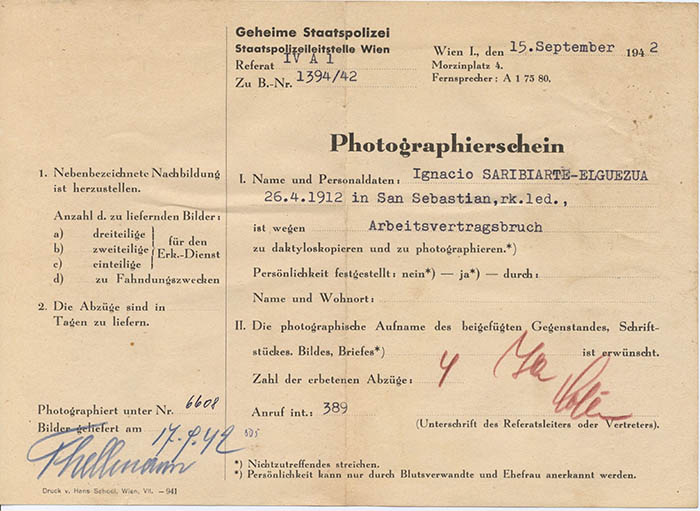 Geheime Staatspolizei
Staatspolizeileitstelle Wien
Referat IV A 1
Zu B.-Nr. 1394/42
Wien I., den 15.September 1942
Morzinplatz 4.
Fernsprecher: A 1 75 80.
Photographierschein
1. Nebenbezeichnete Nachbildung
ist herzustellen.
Anzahl d. zu liefernden Bilder:
a) dreiteilige
b) zweiteilige
c) einteilige
für den
Erk.-Dienst
d) zu Fahndungszwecken
2. Die Abzüge sind in
Tagen zu liefern.
Photographiert unter Nr. 6608
Bilder geliefert am 17.9.42
Druck v. Hans Schödl, Wien, VII. — 941
I. Name und Personaldaten: Ignacio SARIBIARTE-ELGUEZUA
26.4.1912 in San Sebastian,rk.led.,
ist wegen Arbeitsvertragsbruch
zu daktyloskopieren und zu photographieren.*)
Persönlichkeit festgestellt: nein*) — ja*) — durch:
Name und Wohnort:
II. Die photographische Aufname des beigefügten Gegenstandes, Schrift-
stückes. Bildes, Briefes*) ist erwünscht.
Zahl der erbetenen Abzüge: 4
Anruf int.: 389
(Unterschrift des Referatsleiters oder Vertreters).
*) Nichtzutreffendes streichen.
*) Persönlichkeit kann nur durch Blutsverwandte und Ehefrau anerkannt werden.